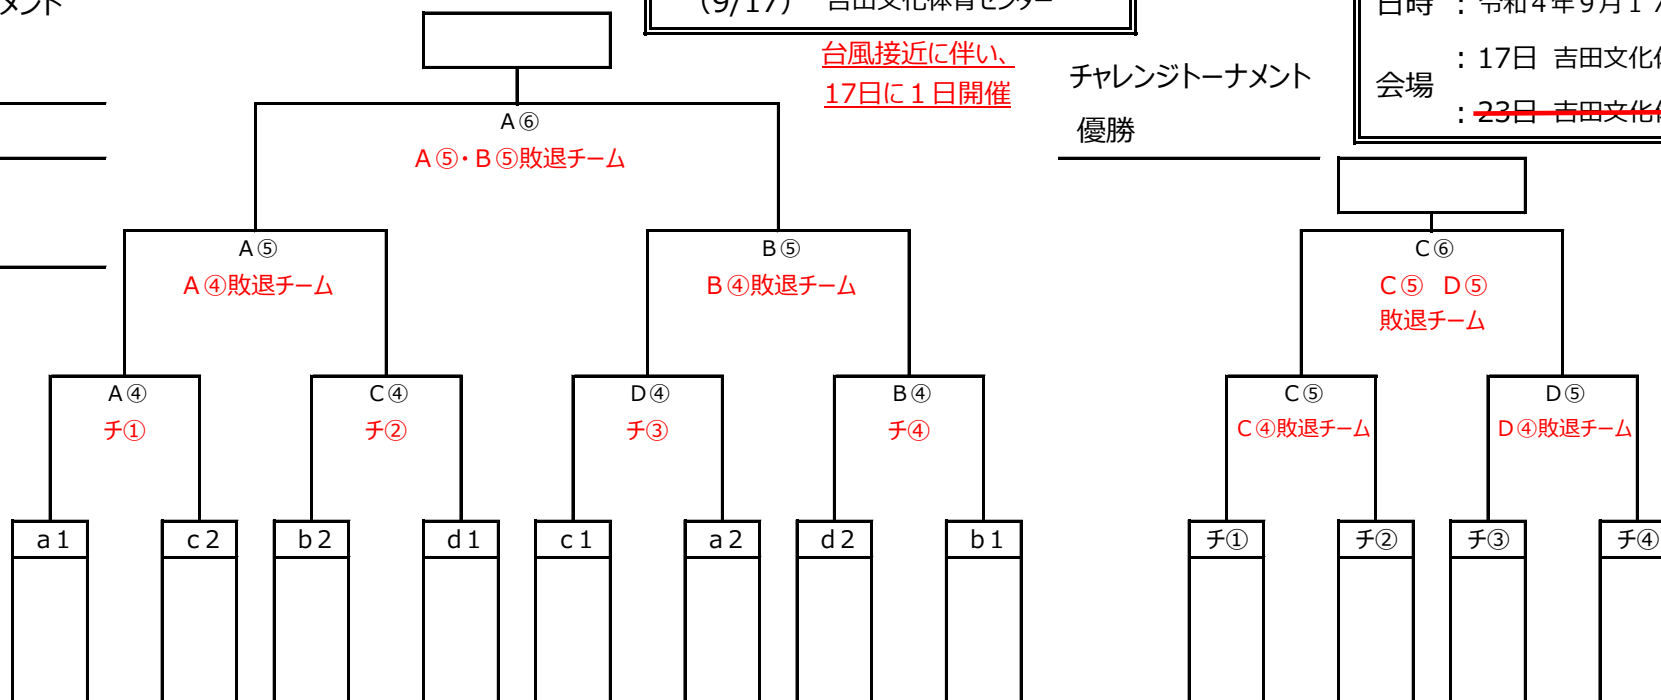 メント
（9/17） 吉田文化体育センター
台風接近に伴い、
17日に１日開催
チャレンジトーナメント
優勝
日時 ： 令和４年９月１７
会場
： 17日 吉田文化体
： 23日 吉田文化体
Ａ⑥
Ａ⑤・Ｂ⑤敗退チーム
Ａ⑤
Ａ④敗退チーム
Ｂ⑤
Ｂ④敗退チーム
Ｃ⑥
Ｃ⑤　Ｄ⑤
敗退チーム
Ａ④
チ①
Ｃ④
チ②
Ｄ④
チ③
Ｂ④
チ④
Ｃ⑤
Ｃ④敗退チーム
Ｄ⑤
Ｄ④敗退チーム
ａ１ ｃ２ ｂ２ ｄ１ ｃ１ ａ２ ｄ２ ｂ１ チ① チ② チ③ チ④